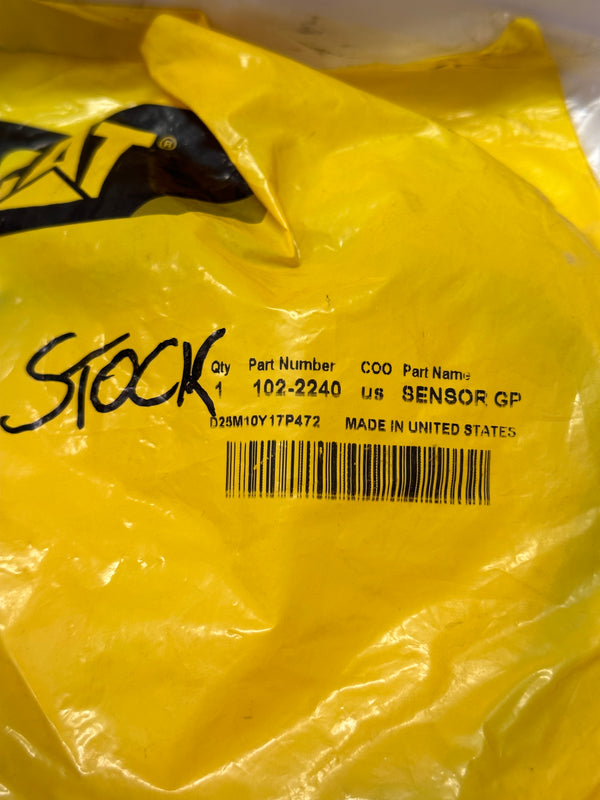 CAT®
STOCK
Qty Part Number COO Part Name
1 102-2240 US SENSOR GP
D25M10Y17P472 MADE IN UNITED STATES